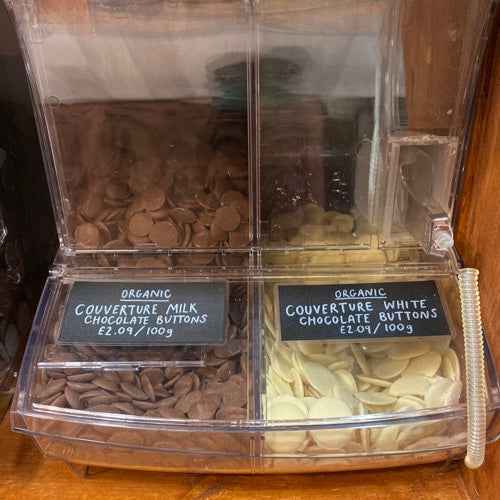 ORGANIC
COUVERTURE MILK
CHOCOLATE BUTTONS
£2.09/100g
ORGANIC
COUVERTURE WHITE
CHOCOLATE BUTTONS
£2.09/100g